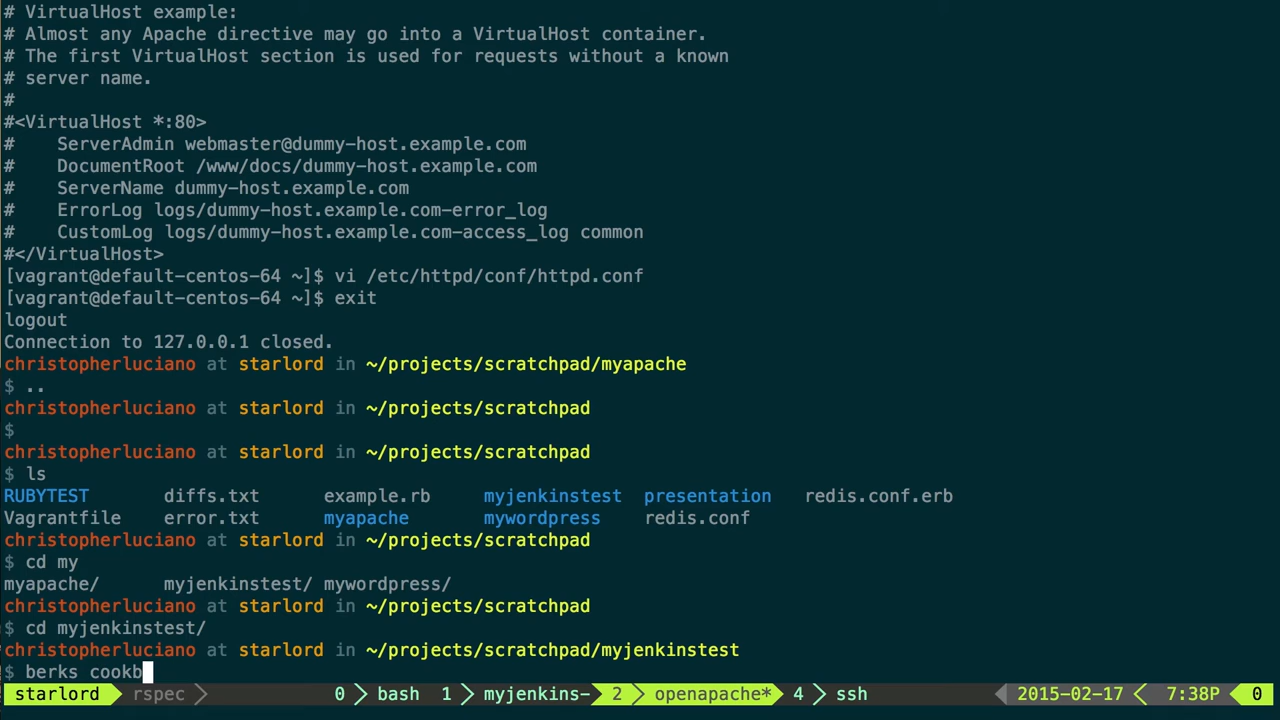 # VirtualHost example:
# Almost any Apache directive may go into a VirtualHost container.
# The first VirtualHost section is used for requests without a known
# server name.
#
#<VirtualHost *:80>
#    ServerAdmin webmaster@dummy-host.example.com
#    DocumentRoot /www/docs/dummy-host.example.com
#    ServerName dummy-host.example.com
#    ErrorLog logs/dummy-host.example.com-error_log
#    CustomLog logs/dummy-host.example.com-access_log common
#</VirtualHost>
[vagrant@default-centos-64 ~]$ vi /etc/httpd/conf/httpd.conf
[vagrant@default-centos-64 ~]$ exit
logout
Connection to 127.0.0.1 closed.
christopherluciano at starlord in ~/projects/scratchpad/myapache
$ ..
christopherluciano at starlord in ~/projects/scratchpad
$
christopherluciano at starlord in ~/projects/scratchpad
$ ls
RUBYTEST       diffs.txt      example.rb     myjenkinstest  presentation   redis.conf.erb
Vagrantfile    error.txt      myapache       mywordpress    redis.conf
christopherluciano at starlord in ~/projects/scratchpad
$ cd my
myapache/      myjenkinstest/ mywordpress/
christopherluciano at starlord in ~/projects/scratchpad
$ cd myjenkinstest/
christopherluciano at starlord in ~/projects/scratchpad/myjenkinstest
$ berks cookb
starlord rspec 0 bash 1 myjenkins- 2 openapache* 4 ssh 2015-02-17 7:38P 0